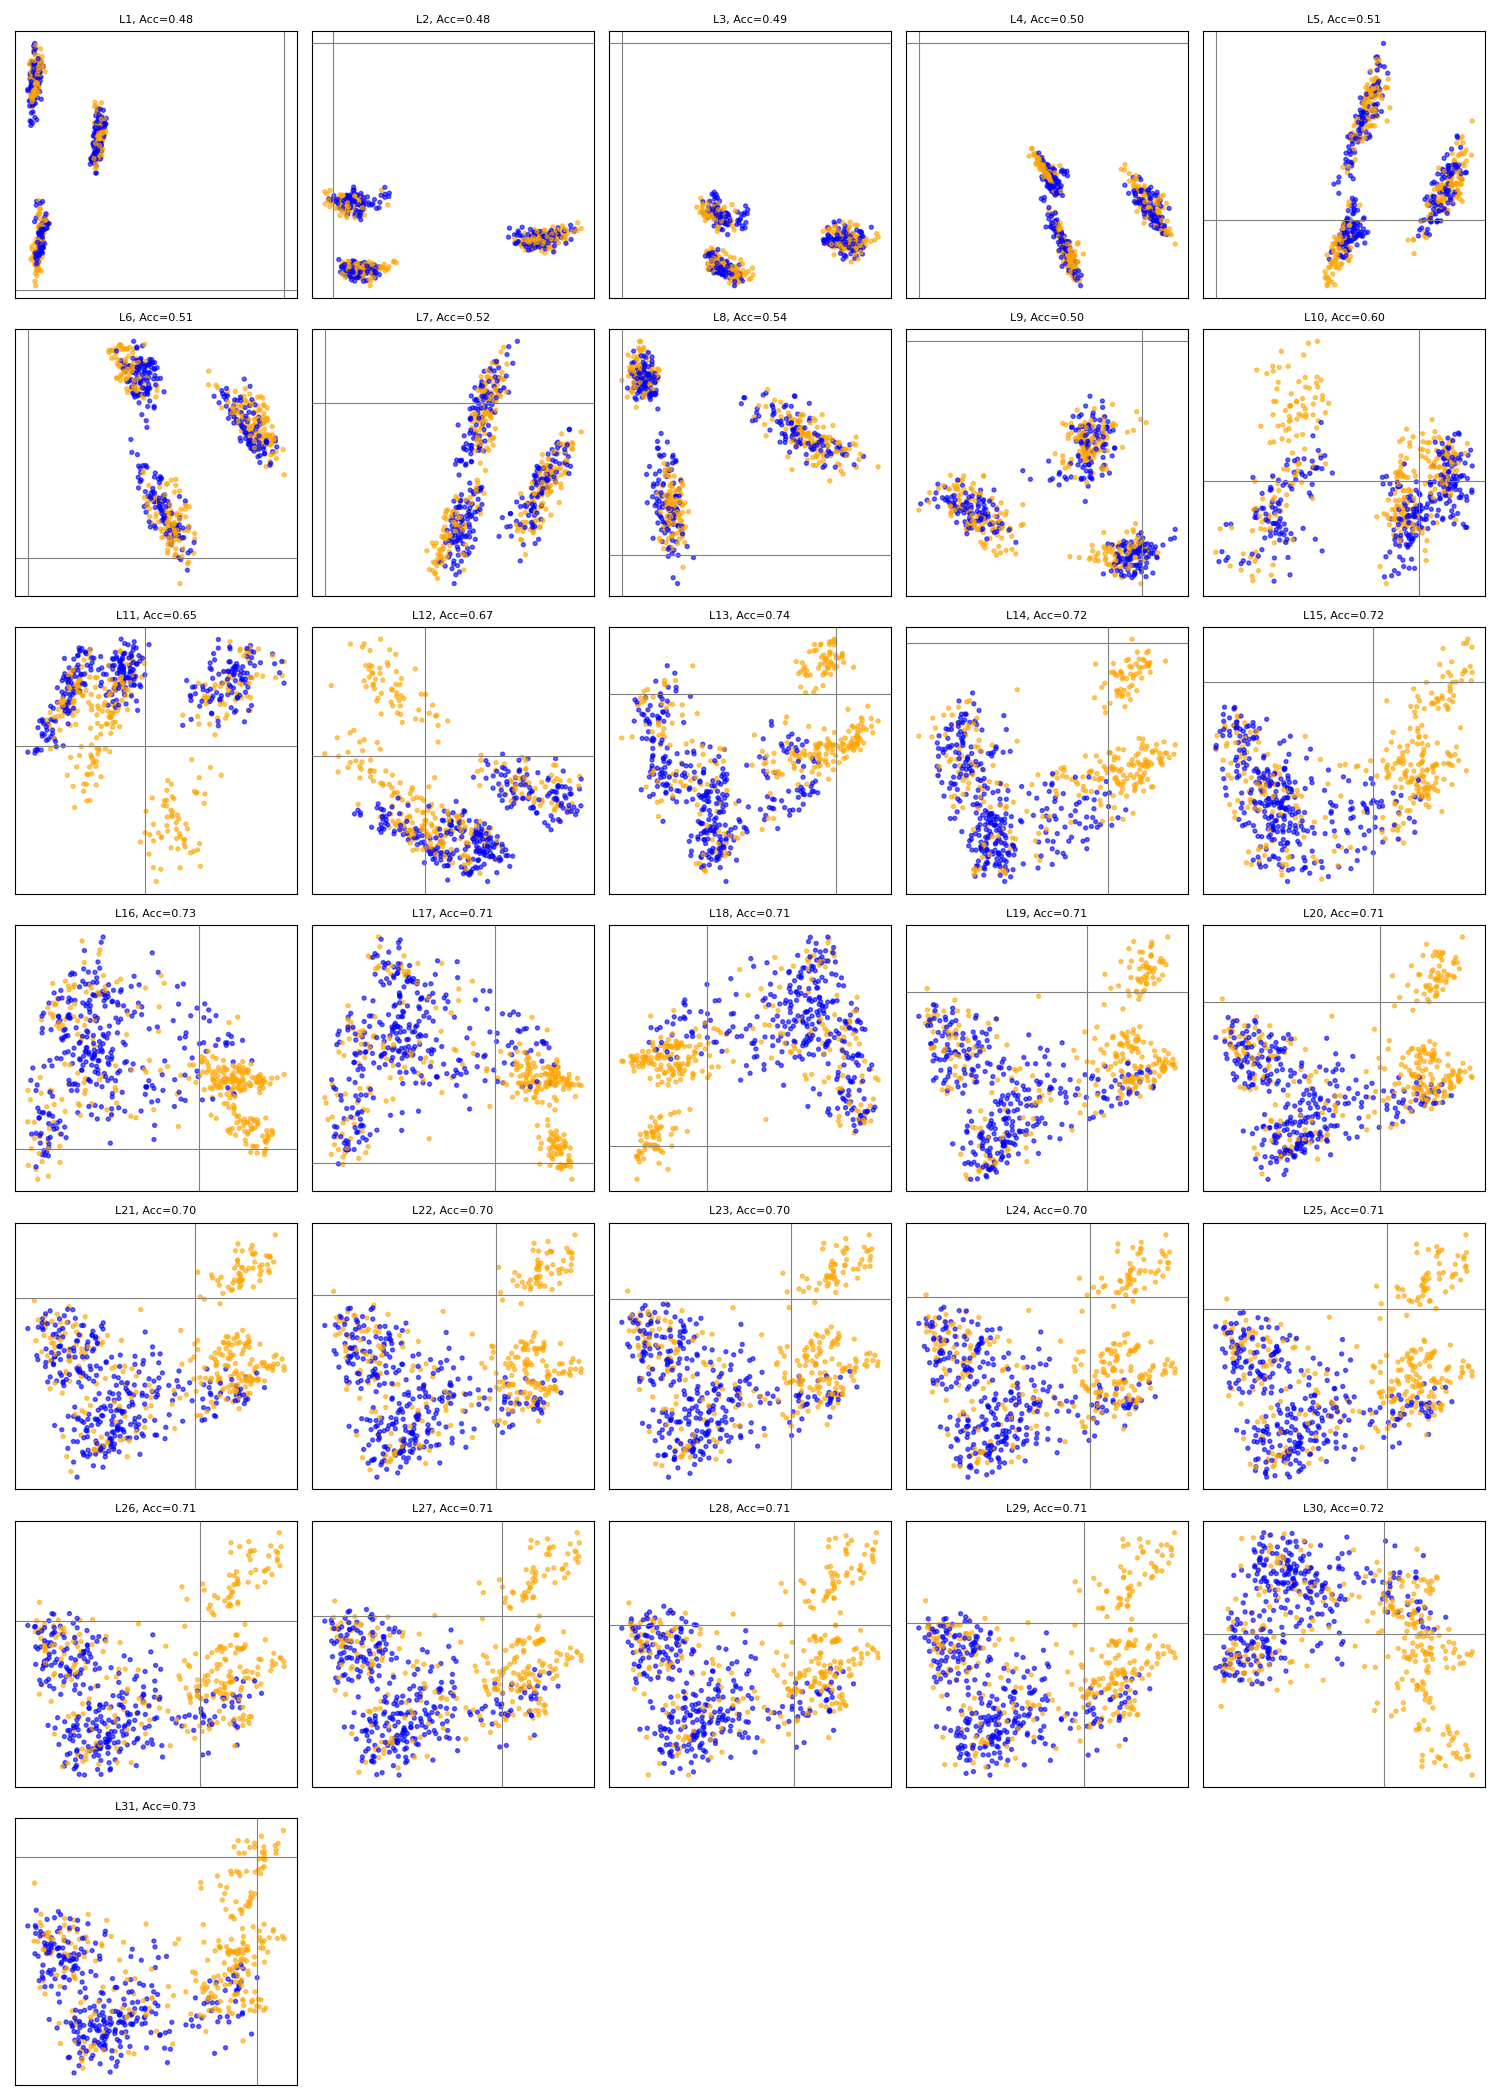 L1, Acc=0.48
L2, Acc=0.48
L3, Acc=0.49
L4, Acc=0.50
L5, Acc=0.51
L6, Acc=0.51
L7, Acc=0.52
L8, Acc=0.54
L9, Acc=0.50
L10, Acc=0.60
L11, Acc=0.65
L12, Acc=0.67
L13, Acc=0.74
L14, Acc=0.72
L15, Acc=0.72
L16, Acc=0.73
L17, Acc=0.71
L18, Acc=0.71
L19, Acc=0.71
L20, Acc=0.71
L21, Acc=0.70
L22, Acc=0.70
L23, Acc=0.70
L24, Acc=0.70
L25, Acc=0.71
L26, Acc=0.71
L27, Acc=0.71
L28, Acc=0.71
L29, Acc=0.71
L30, Acc=0.72
L31, Acc=0.73